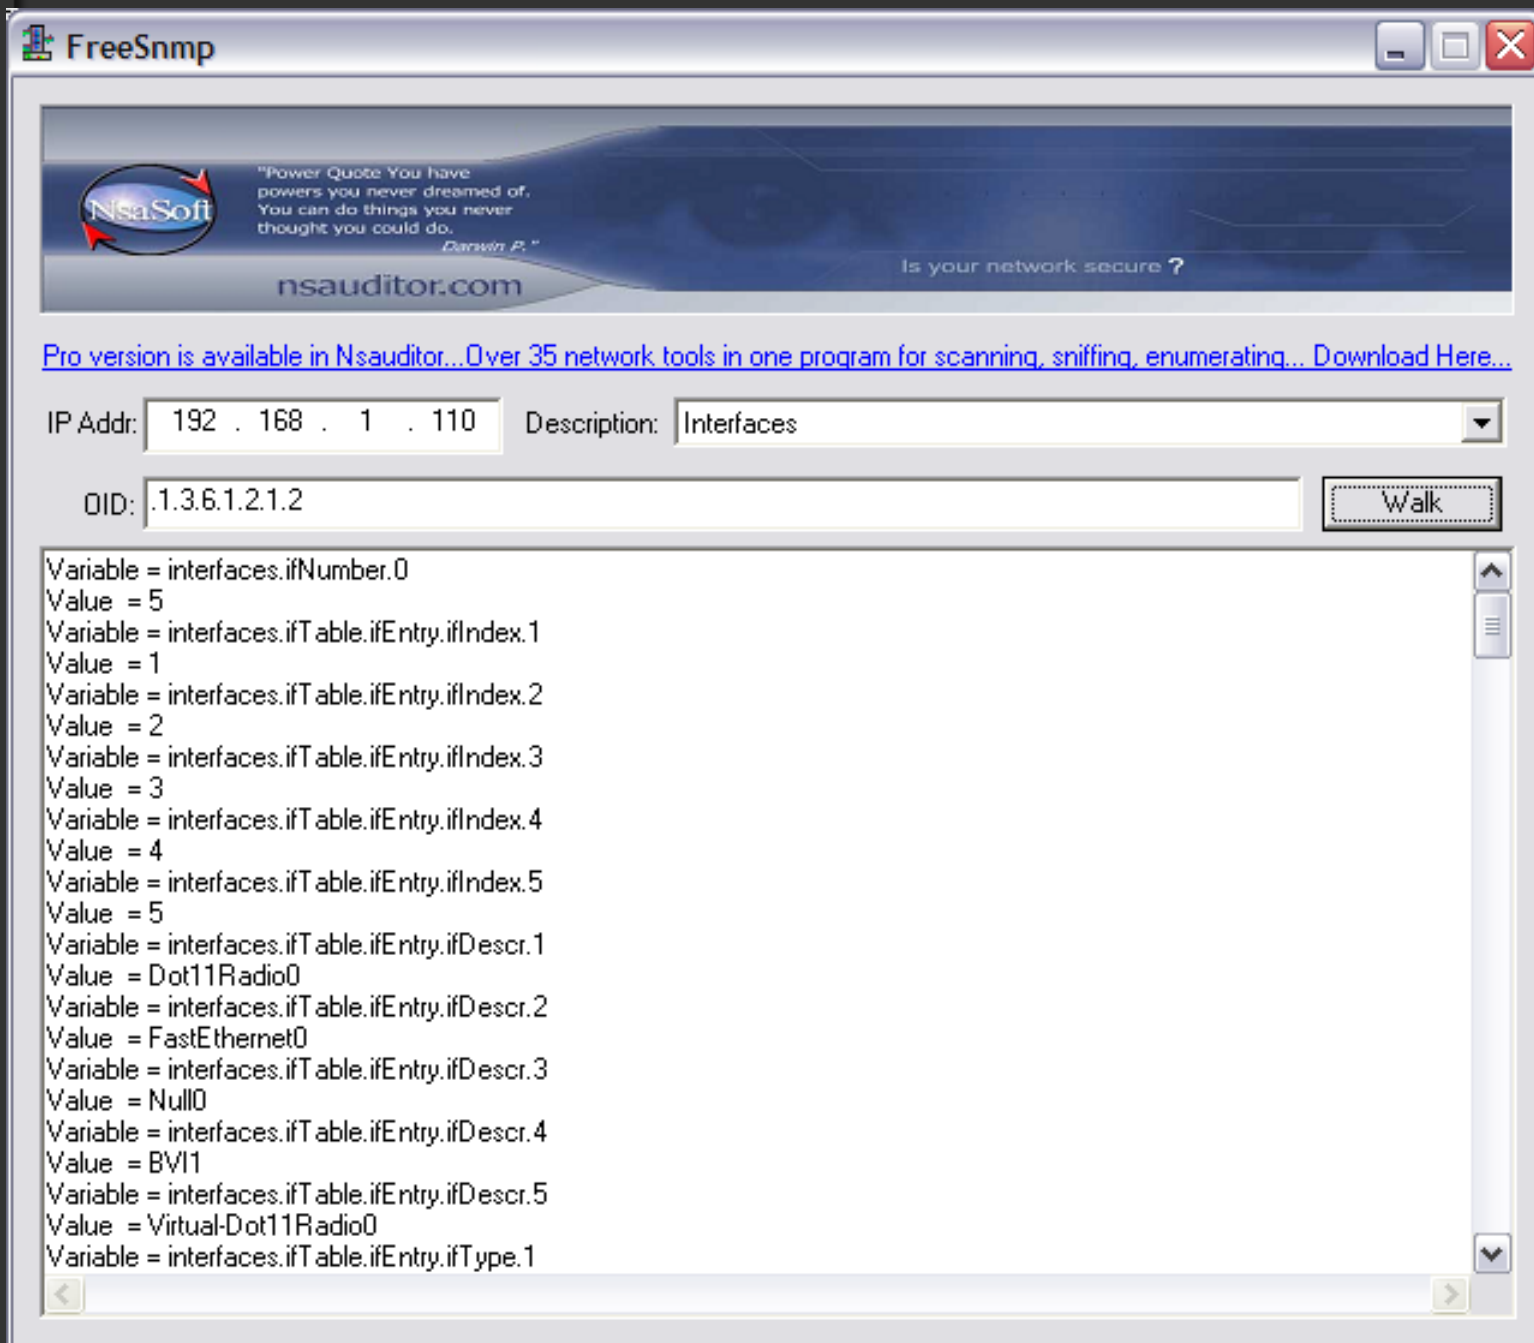 FreeSnmp
NsaSoft
"Power Quote You have
powers you never dreamed of.
You can do things you never
thought you could do.
Darwin P."
nsauditor.com
Is your network secure ?
Pro version is available in Nsauditor...Over 35 network tools in one program for scanning, sniffing, enumerating... Download Here...
IP Addr: 192 . 168 . 1 . 110 Description: Interfaces
OID: .1.3.6.1.2.1.2 Walk
Variable = interfaces.ifNumber.0
Value = 5
Variable = interfaces.ifTable.ifEntry.ifIndex.1
Value = 1
Variable = interfaces.ifTable.ifEntry.ifIndex.2
Value = 2
Variable = interfaces.ifTable.ifEntry.ifIndex.3
Value = 3
Variable = interfaces.ifTable.ifEntry.ifIndex.4
Value = 4
Variable = interfaces.ifTable.ifEntry.ifIndex.5
Value = 5
Variable = interfaces.ifTable.ifEntry.ifDescr.1
Value = Dot11Radio0
Variable = interfaces.ifTable.ifEntry.ifDescr.2
Value = FastEthernet0
Variable = interfaces.ifTable.ifEntry.ifDescr.3
Value = Null0
Variable = interfaces.ifTable.ifEntry.ifDescr.4
Value = BVI1
Variable = interfaces.ifTable.ifEntry.ifDescr.5
Value = Virtual-Dot11Radio0
Variable = interfaces.ifTable.ifEntry.ifType.1